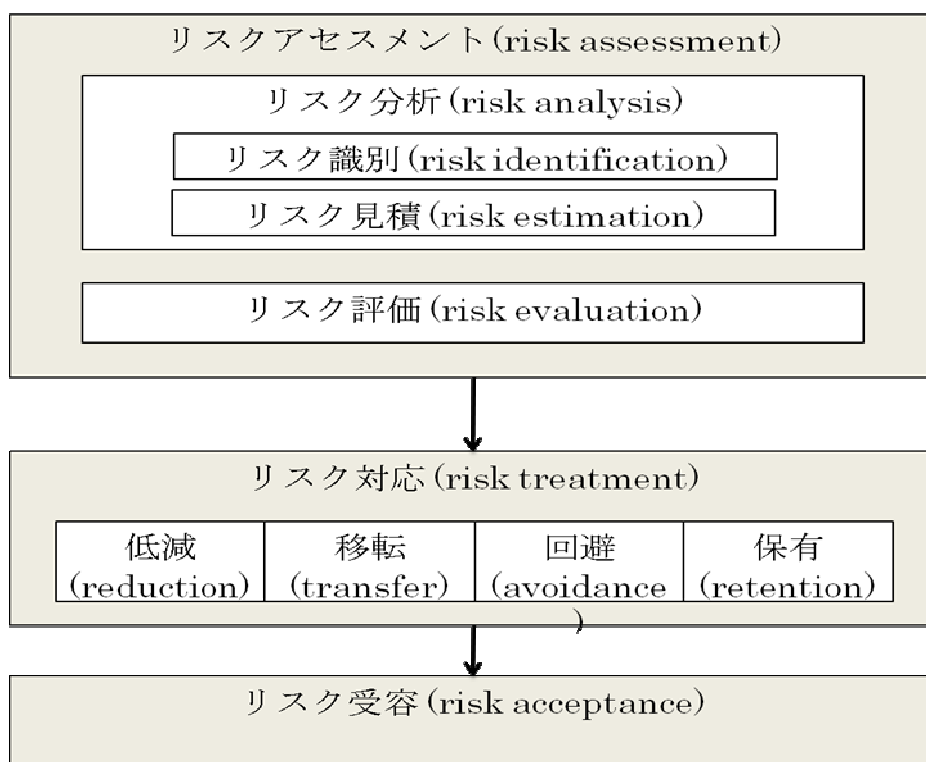 リスクアセスメント(risk assessment)
リスク分析(risk analysis)
リスク識別(risk identification)
リスク見積(risk estimation)
リスク評価(risk evaluation)
リスク対応(risk treatment)
低減
(reduction)
移転
(transfer)
回避
(avoidance
)
保有
(retention)
リスク受容(risk acceptance)